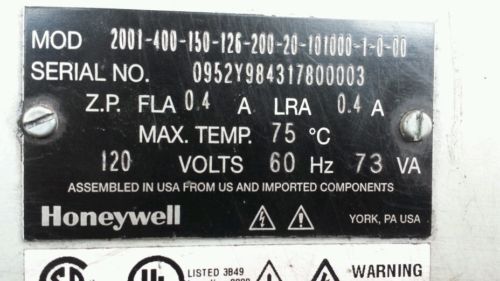 MOD 2001-400-150-126-200-20-101000-1-0-00
SERIAL NO. 0952Y984317800003
Z.P. FLA 0.4 A LRA 0.4 A
MAX. TEMP. 75 °C
120 VOLTS 60 Hz 73 VA
ASSEMBLED IN USA FROM US AND IMPORTED COMPONENTS
Honeywell YORK, PA USA
LISTED 3B49 WARNING